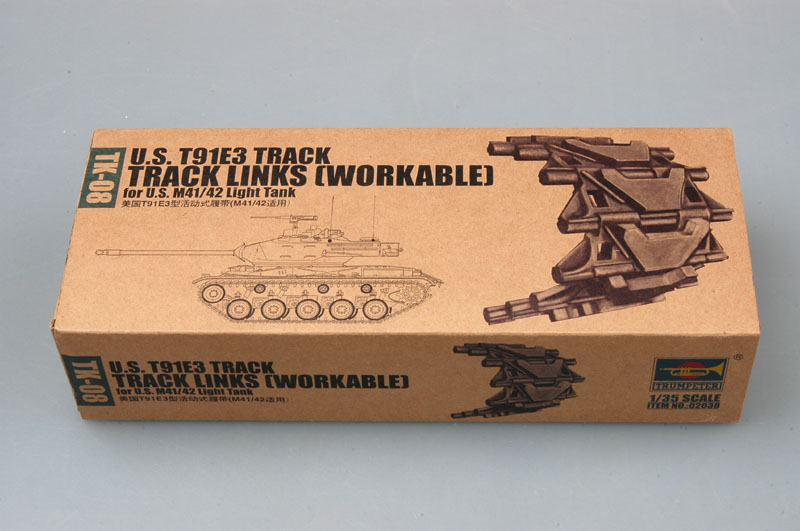 TK-08
U.S. T91E3 TRACK
TRACK LINKS (WORKABLE)
for U.S. M41/42 Light Tank
美国T91E3型活动式履带(M41/42适用)
TK-08
U.S. T91E3 TRACK
TRACK LINKS (WORKABLE)
for U.S. M41/42 Light Tank
美国T91E3型活动式履带(M41/42适用)
®
TRUMPETER
1/35 SCALE
ITEM NO. 02039